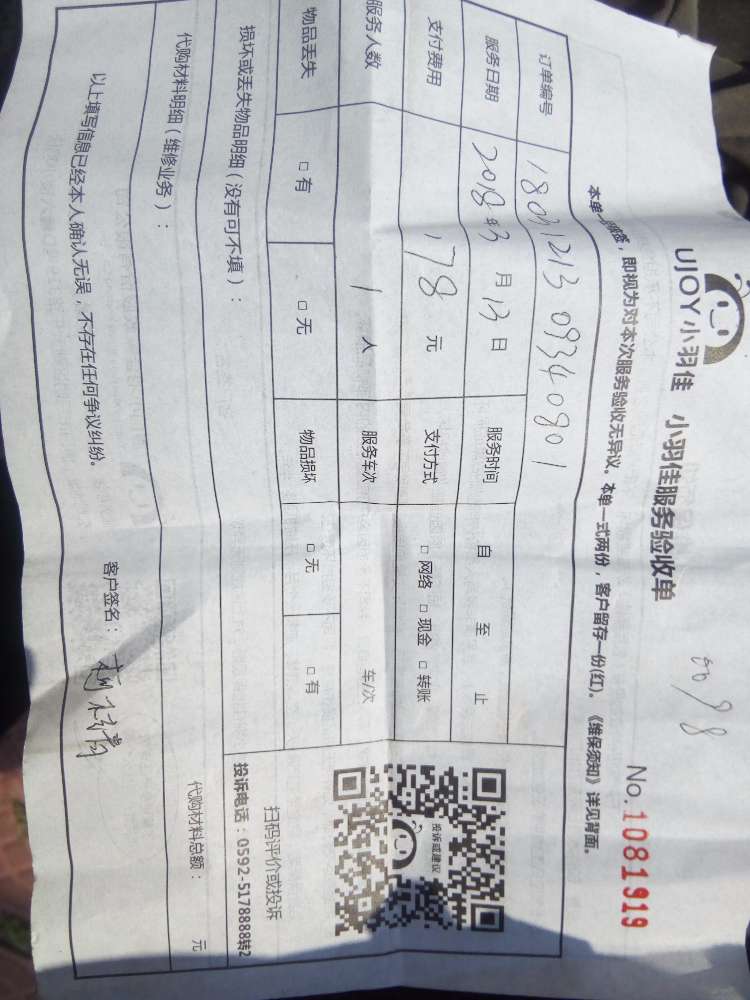 UJOY小羽佳 小羽佳服务验收单
No.1081919
即视为对本次服务验收无异议。本单一式两份，客户留存一份(红)。《维保须知》详见背面。
订单编号 1803121309340801
服务日期 2018年3月13日 服务时间 自 至 止
支付费用 178元 支付方式 □网络 □现金 □转账
服务人数 1人 服务车次 车/次
物品丢失 □有 □无 物品损坏 □无 □有
投诉或建议
扫码评价或投诉
投诉电话：0592-5178888转2
损坏或丢失物品明细（没有可不填）：
代购材料明细（维修业务）： 代购材料总额： 元
以上填写信息已经本人确认无误，不存在任何争议纠纷。 客户签名：